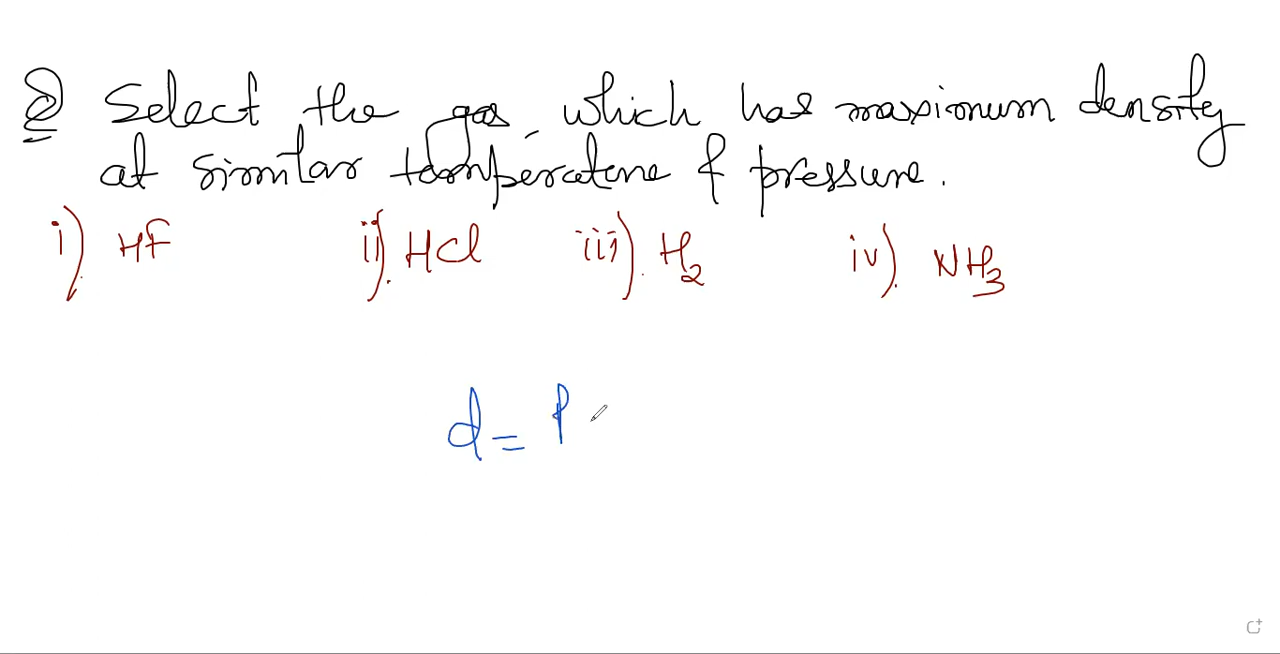 Q Select the gas, which has maximum density
at similar temperature & pressure.
i). HF ii). HCl iii). H2 iv). NH3
d = P